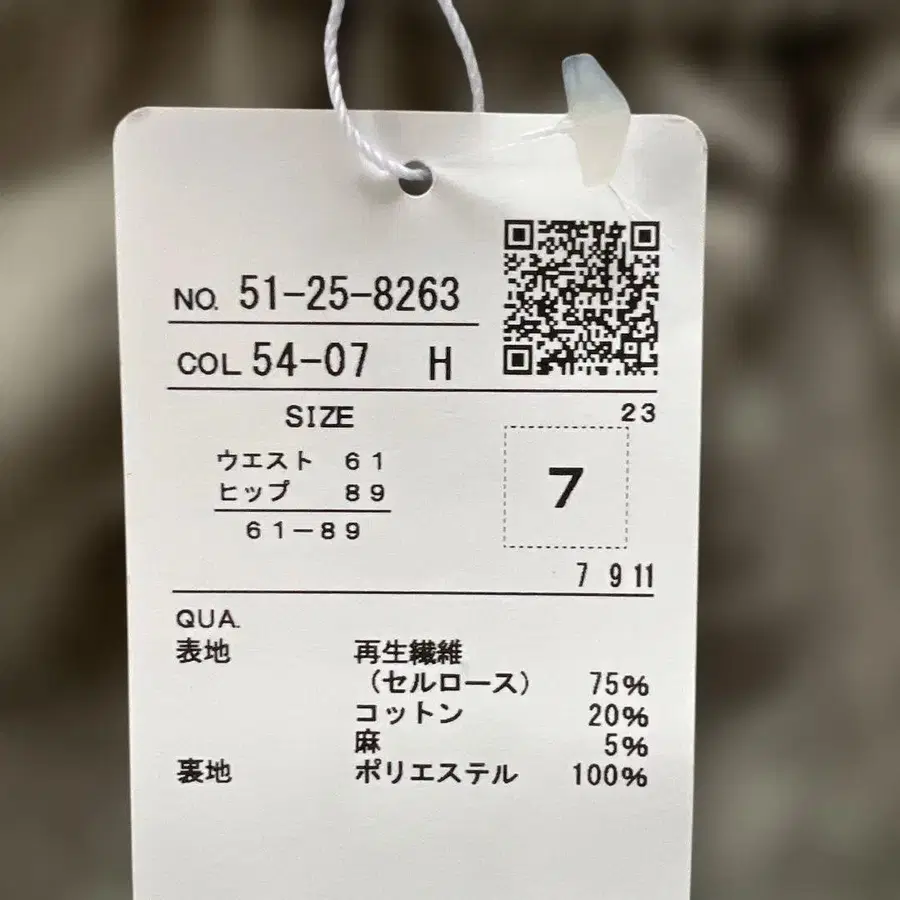 NO. 51-25-8263
COL 54-07 H
SIZE
23
ウエスト 61
ヒップ 89
61-89
7
7 9 11
QUA.
表地 再生繊維
(セルロース) 75%
コットン 20%
麻 5%
裏地 ポリエステル 100%